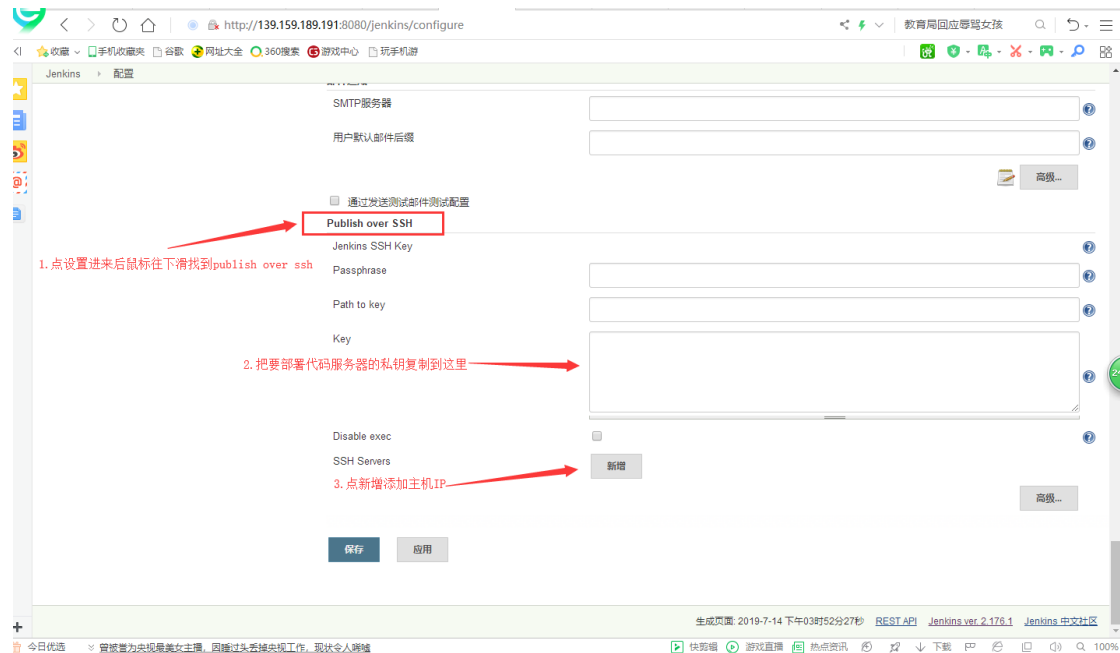 http://139.159.189.191:8080/jenkins/configure
教育局回应辱骂女孩
收藏
手机收藏夹
谷歌
网址大全
360搜索
游戏中心
玩手机游
Jenkins
配置
SMTP服务器
用户默认邮件后缀
高级...
通过发送测试邮件测试配置
Publish over SSH
Jenkins SSH Key
1.点设置进来后鼠标往下滑找到publish over ssh
Passphrase
Path to key
Key
2.把要部署代码服务器的私钥复制到这里
Disable exec
SSH Servers
新增
3.点新增添加主机IP
高级...
保存
应用
生成页面: 2019-7-14 下午03时52分27秒
REST API
Jenkins ver. 2.176.1
Jenkins 中文社区
今日优选
曾被誉为央视最美女主播，因睡过头丢掉央视工作，现状令人唏嘘
快剪辑
游戏直播
热点资讯
下载
100%